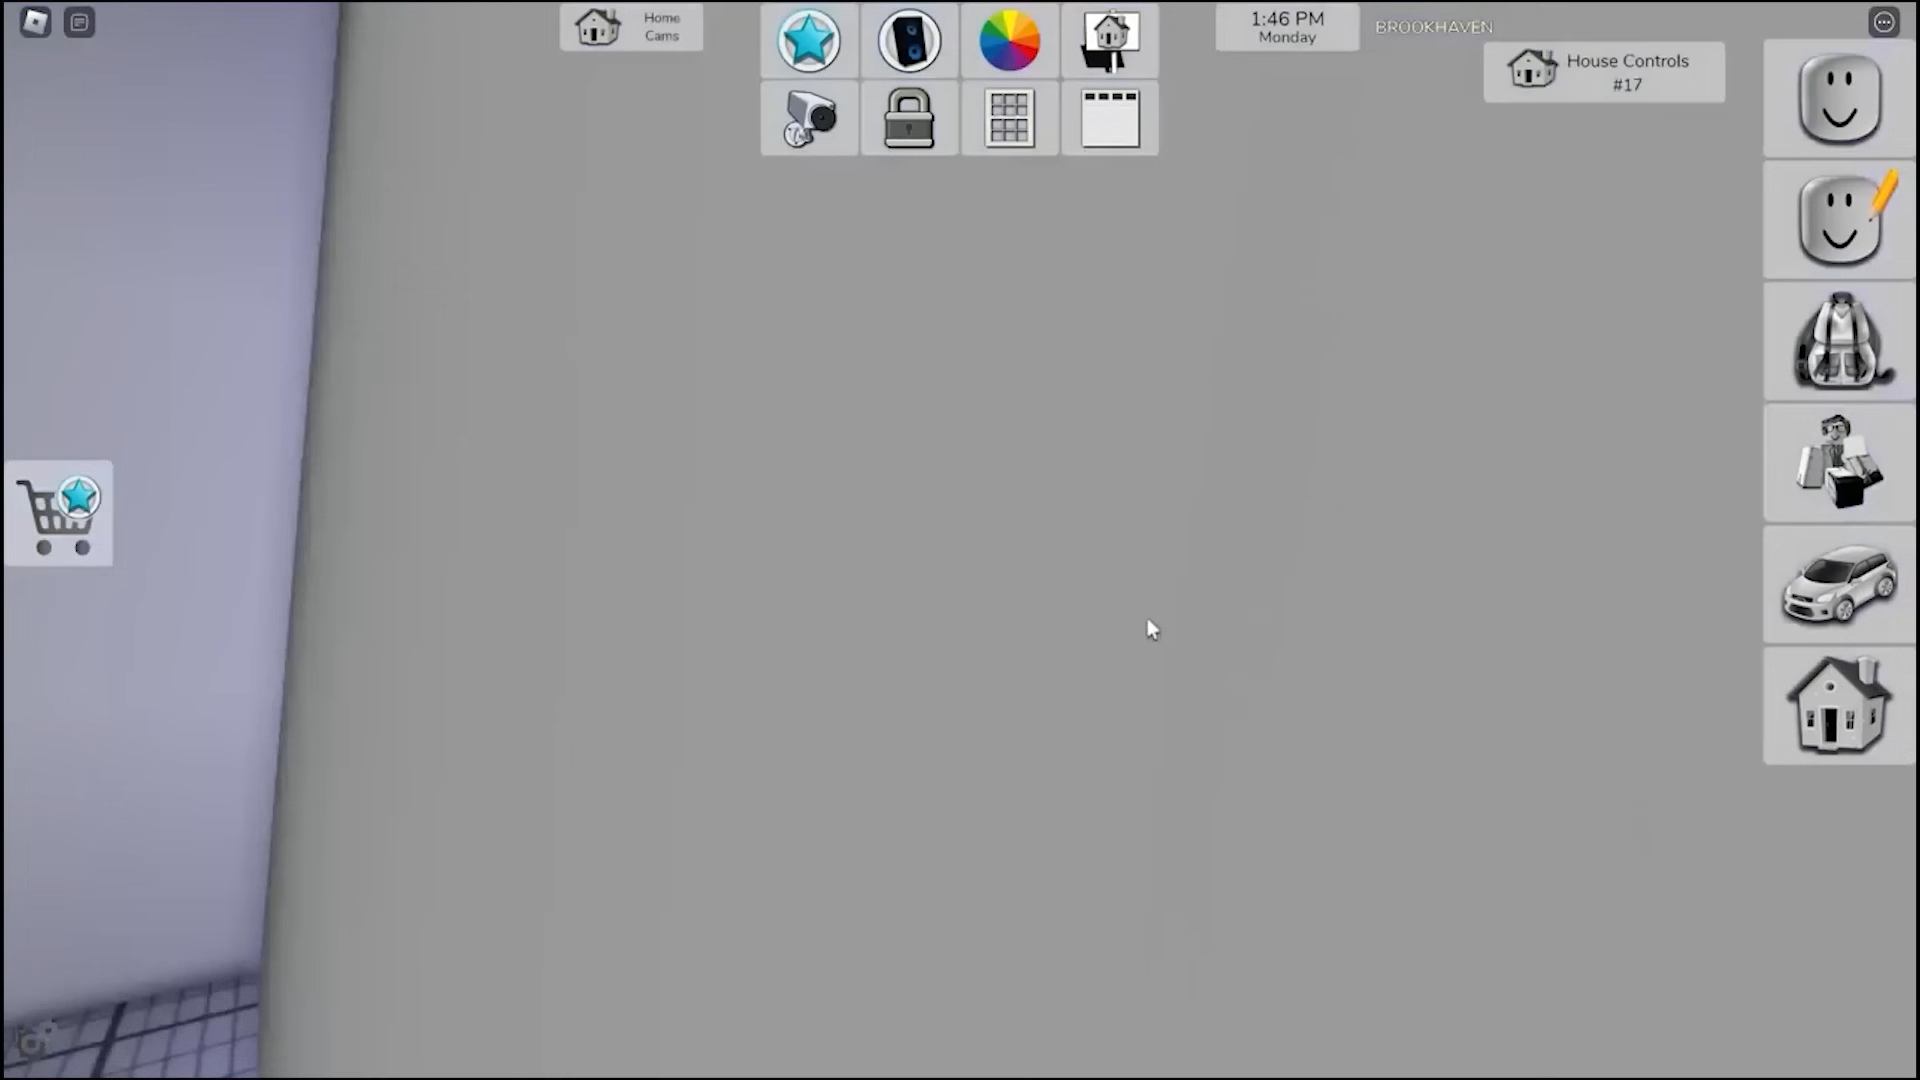 Home
Cams
1:46 PM
Monday
BROOKHAVEN
House Controls
#17